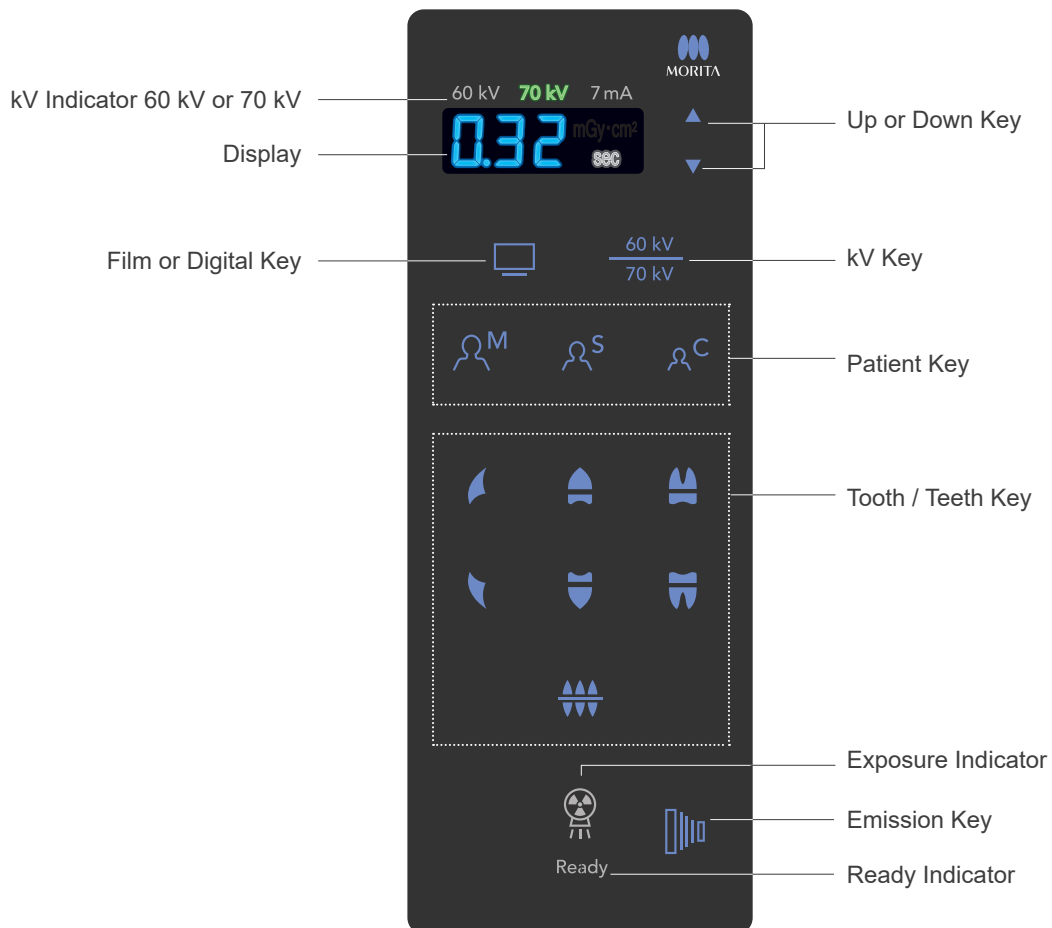 MORITA
kV Indicator 60 kV or 70 kV
60 kV 70 kV 7 mA
Up or Down Key
Display
0.32 mGy·cm²
sec
Film or Digital Key
60 kV
70 kV
kV Key
M S C
Patient Key
Tooth / Teeth Key
Exposure Indicator
Emission Key
Ready
Ready Indicator